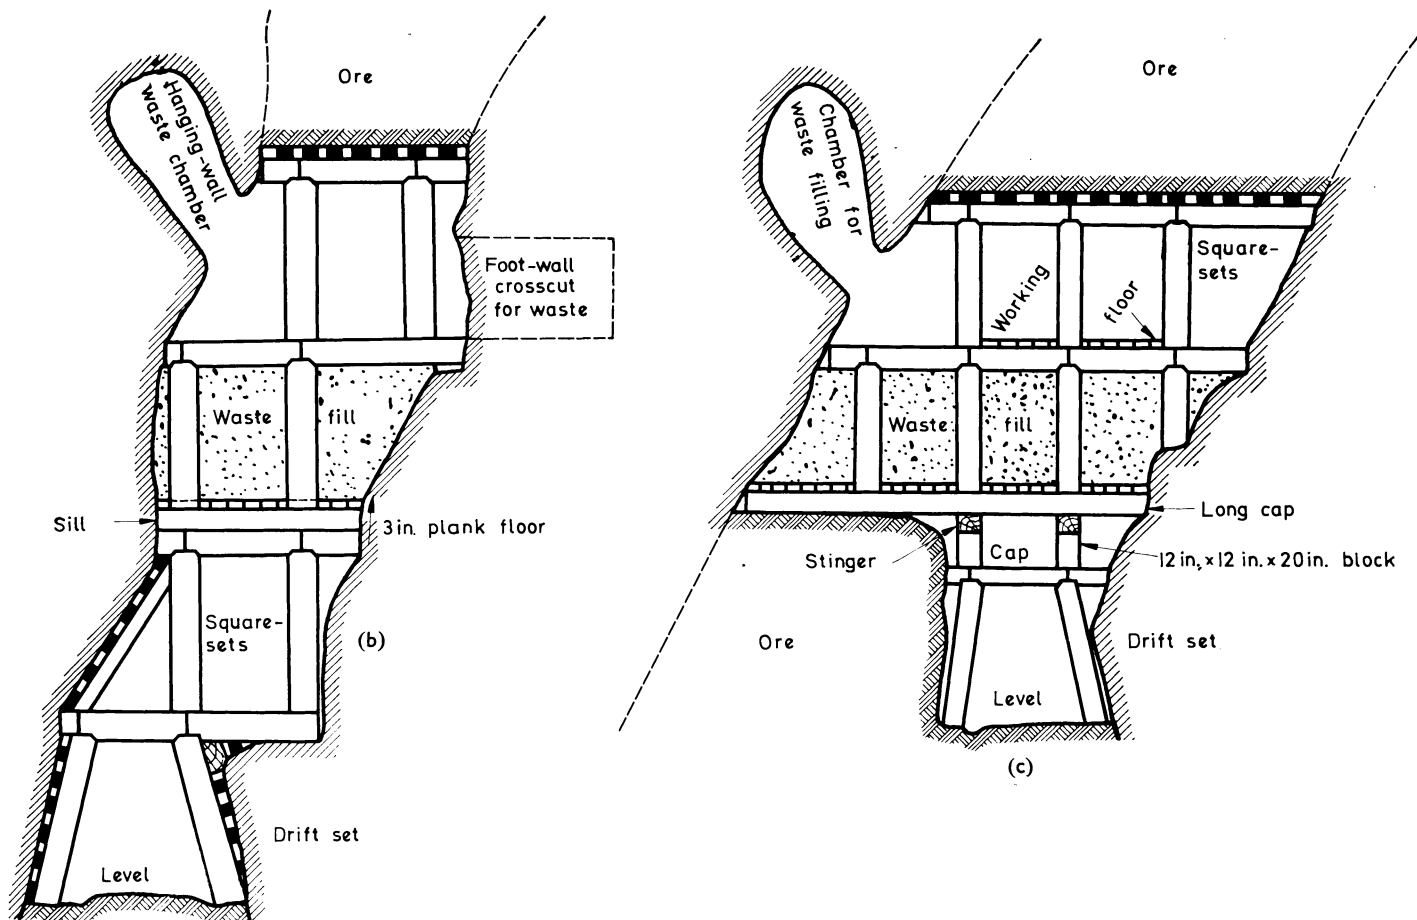 Ore
Hanging-wall
waste chamber
Foot-wall
crosscut
for waste
Waste fill
Sill
3 in. plank floor
Square-
sets
(b)
Drift set
Level
Ore
Chamber for
waste filling
Square-
sets
Working floor
Waste fill
Long cap
Stinger
Cap
12 in. × 12 in. × 20 in. block
Ore
Drift set
Level
(c)